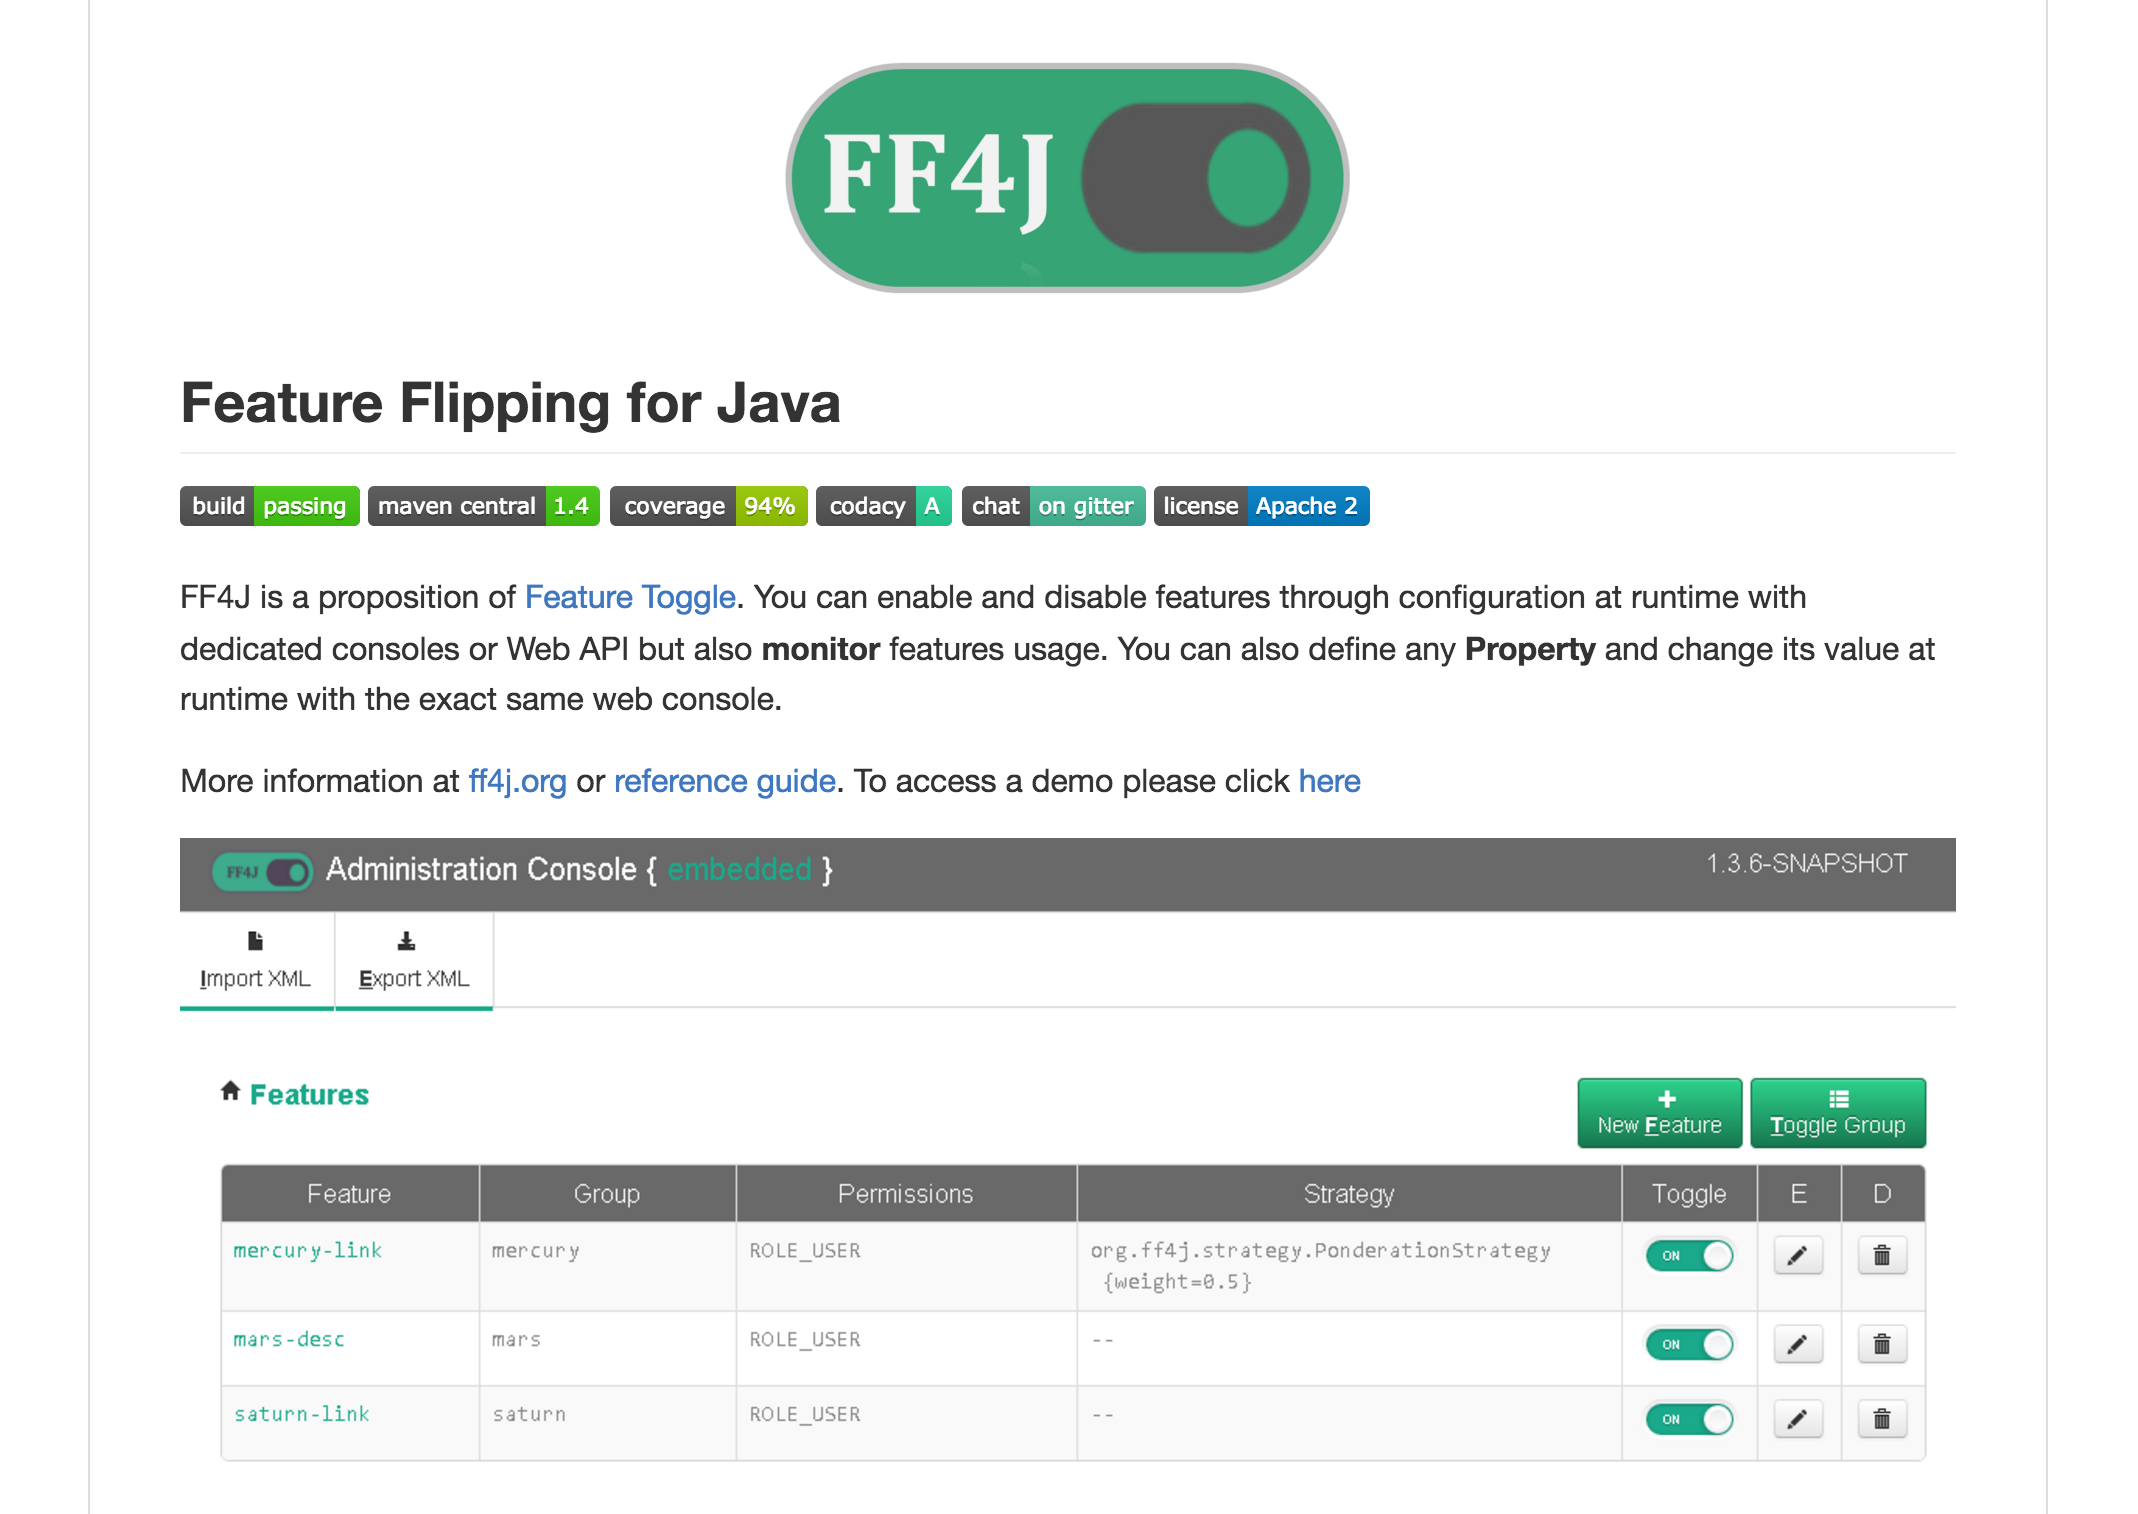 FF4J
Feature Flipping for Java
build passing maven central 1.4 coverage 94% codacy A chat on gitter license Apache 2
FF4J is a proposition of Feature Toggle. You can enable and disable features through configuration at runtime with
dedicated consoles or Web API but also monitor features usage. You can also define any Property and change its value at
runtime with the exact same web console.
More information at ff4j.org or reference guide. To access a demo please click here
FF4J Administration Console { embedded } 1.3.6-SNAPSHOT
Import XML Export XML
Features
New Feature Toggle Group
Feature Group Permissions Strategy Toggle E D
mercury-link mercury ROLE_USER org.ff4j.strategy.PonderationStrategy ON
{weight=0.5}
mars-desc mars ROLE_USER -- ON
saturn-link saturn ROLE_USER -- ON